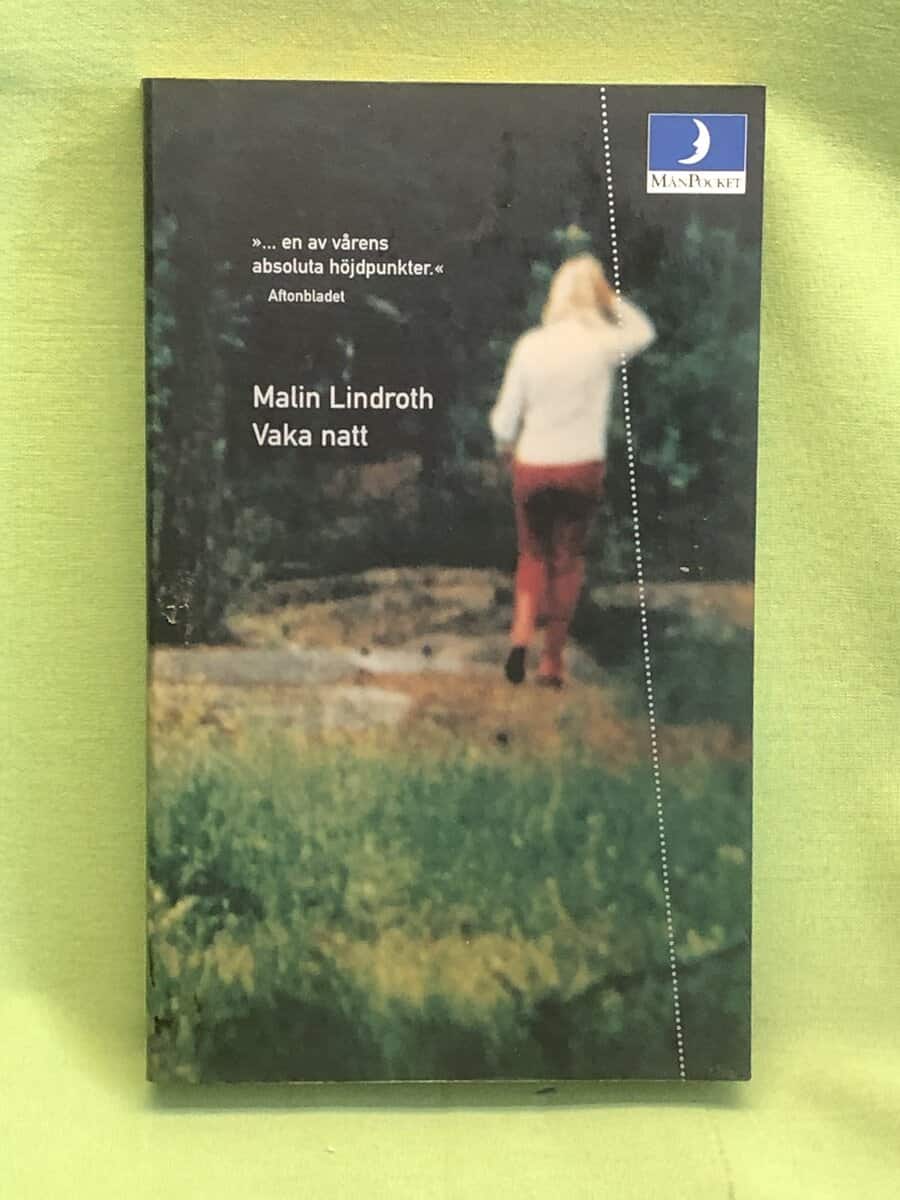 MånPocket
»... en av vårens
absoluta höjdpunkter.«
Aftonbladet
Malin Lindroth
Vaka natt